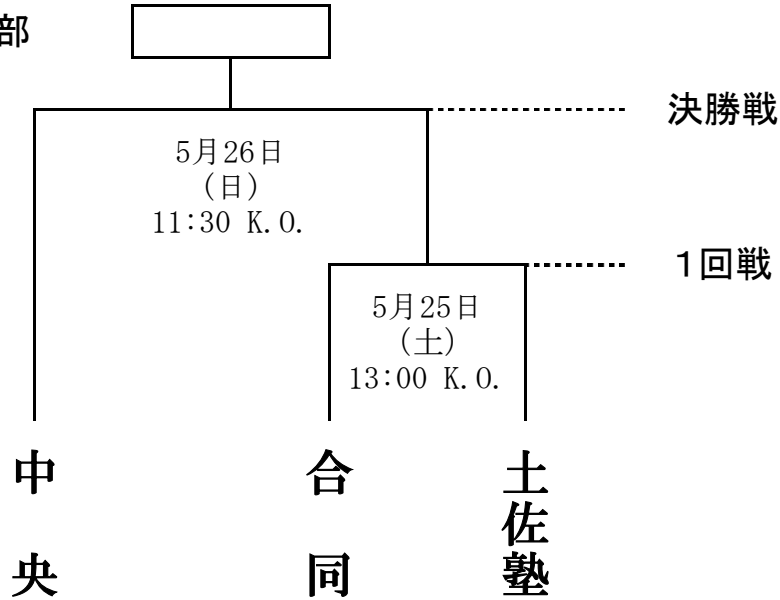 部
決勝戦
5月26日
(日)
11:30 K.O.
1回戦
5月25日
(土)
13:00 K.O.
中央
合同
土佐塾